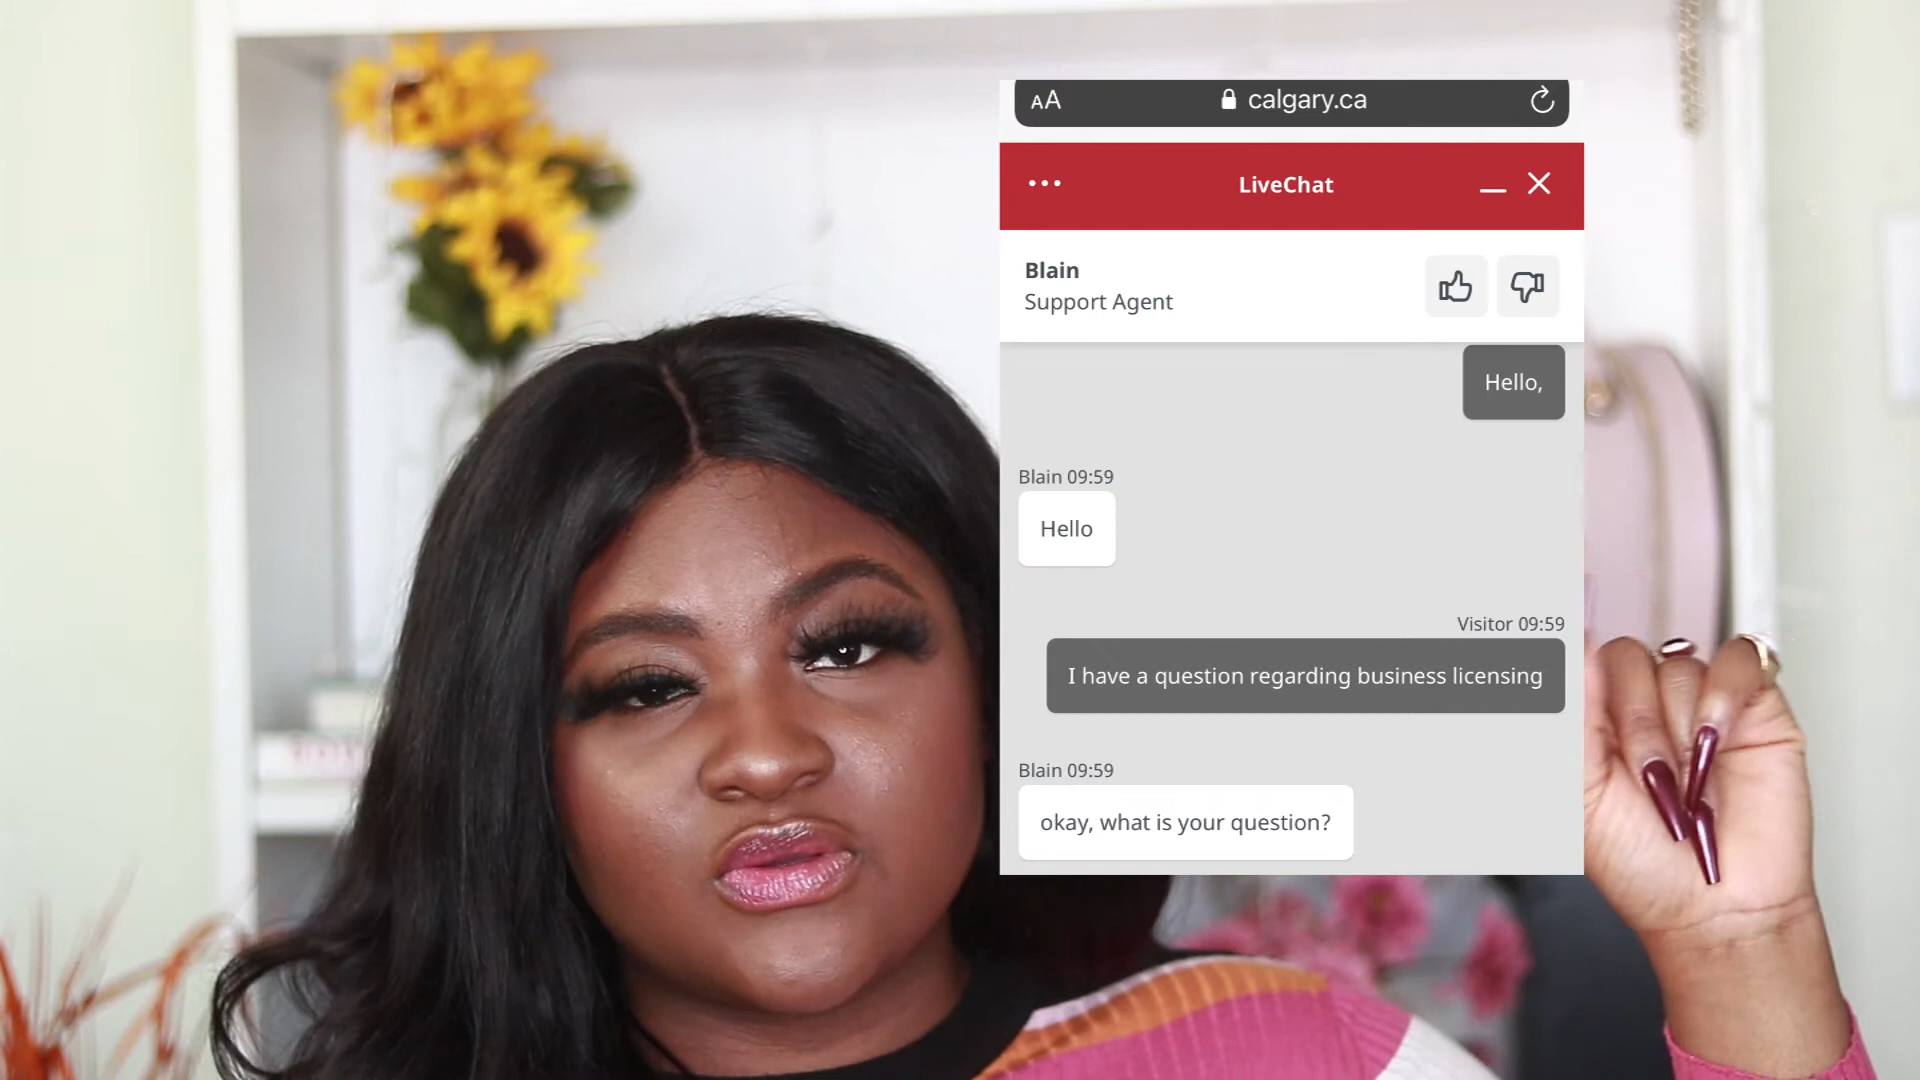 AA calgary.ca
LiveChat
Blain
Support Agent
Hello,
Blain 09:59
Hello
Visitor 09:59
I have a question regarding business licensing
Blain 09:59
okay, what is your question?